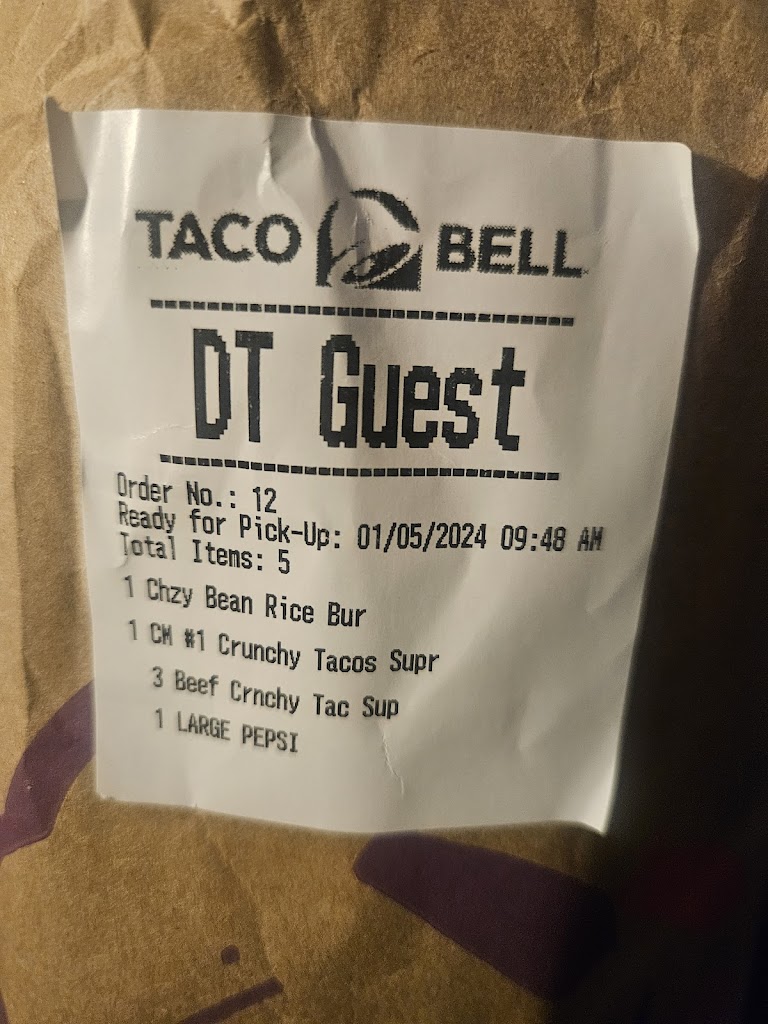 TACO BELL
DT Guest
Order No.: 12
Ready for Pick-Up: 01/05/2024 09:48 AM
Total Items: 5
1 Chzy Bean Rice Bur
1 CM #1 Crunchy Tacos Supr
3 Beef Crnchy Tac Sup
1 LARGE PEPSI